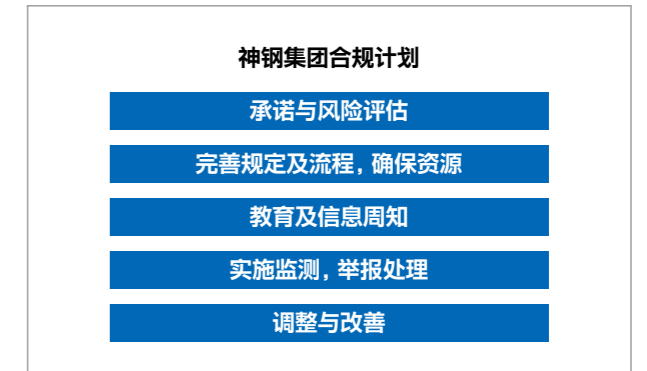 神钢集团合规计划
承诺与风险评估
完善规定及流程，确保资源
教育及信息周知
实施监测，举报处理
调整与改善